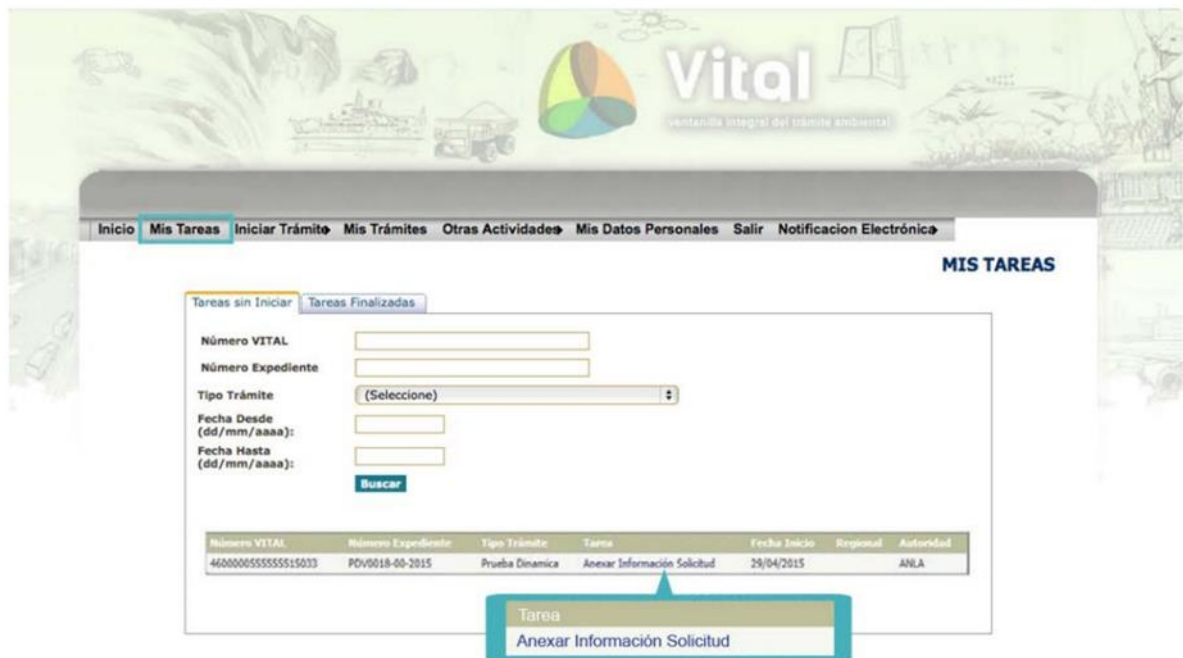 Vital
ventanilla integral del trámite ambiental
Inicio Mis Tareas Iniciar Trámite Mis Trámites Otras Actividades Mis Datos Personales Salir Notificacion Electrónica
MIS TAREAS
Tareas sin Iniciar Tareas Finalizadas
Número VITAL
Número Expediente
Tipo Trámite (Seleccione)
Fecha Desde
(dd/mm/aaaa):
Fecha Hasta
(dd/mm/aaaa):
Buscar
Número VITAL Número Expediente Tipo Trámite Tarea Fecha Inicio Regional Autoridad
4600000555555515033 PDV0018-00-2015 Prueba Dinamica Anexar Información Solicitud 29/04/2015 ANLA
Tarea
Anexar Información Solicitud